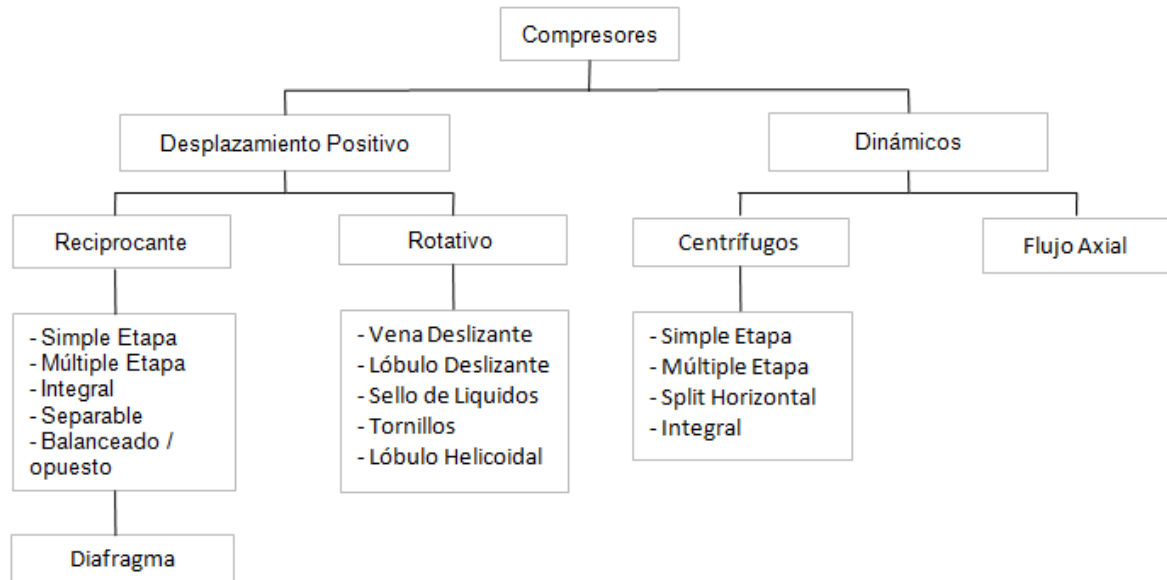 Compresores
Desplazamiento Positivo
Dinámicos
Reciprocante
Rotativo
Centrífugos
Flujo Axial
- Simple Etapa
- Múltiple Etapa
- Integral
- Separable
- Balanceado /
opuesto
- Vena Deslizante
- Lóbulo Deslizante
- Sello de Liquidos
- Tornillos
- Lóbulo Helicoidal
- Simple Etapa
- Múltiple Etapa
- Split Horizontal
- Integral
Diafragma